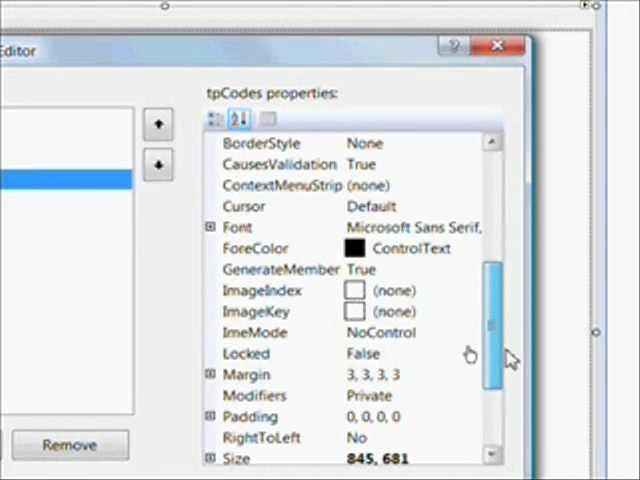 Editor
tpCodes properties:
BorderStyle None
CausesValidation True
ContextMenuStrip (none)
Cursor Default
Font Microsoft Sans Serif,
ForeColor ControlText
GenerateMember True
ImageIndex (none)
ImageKey (none)
ImeMode NoControl
Locked False
Margin 3, 3, 3, 3
Modifiers Private
Padding 0, 0, 0, 0
RightToLeft No
Remove
Size 845, 681